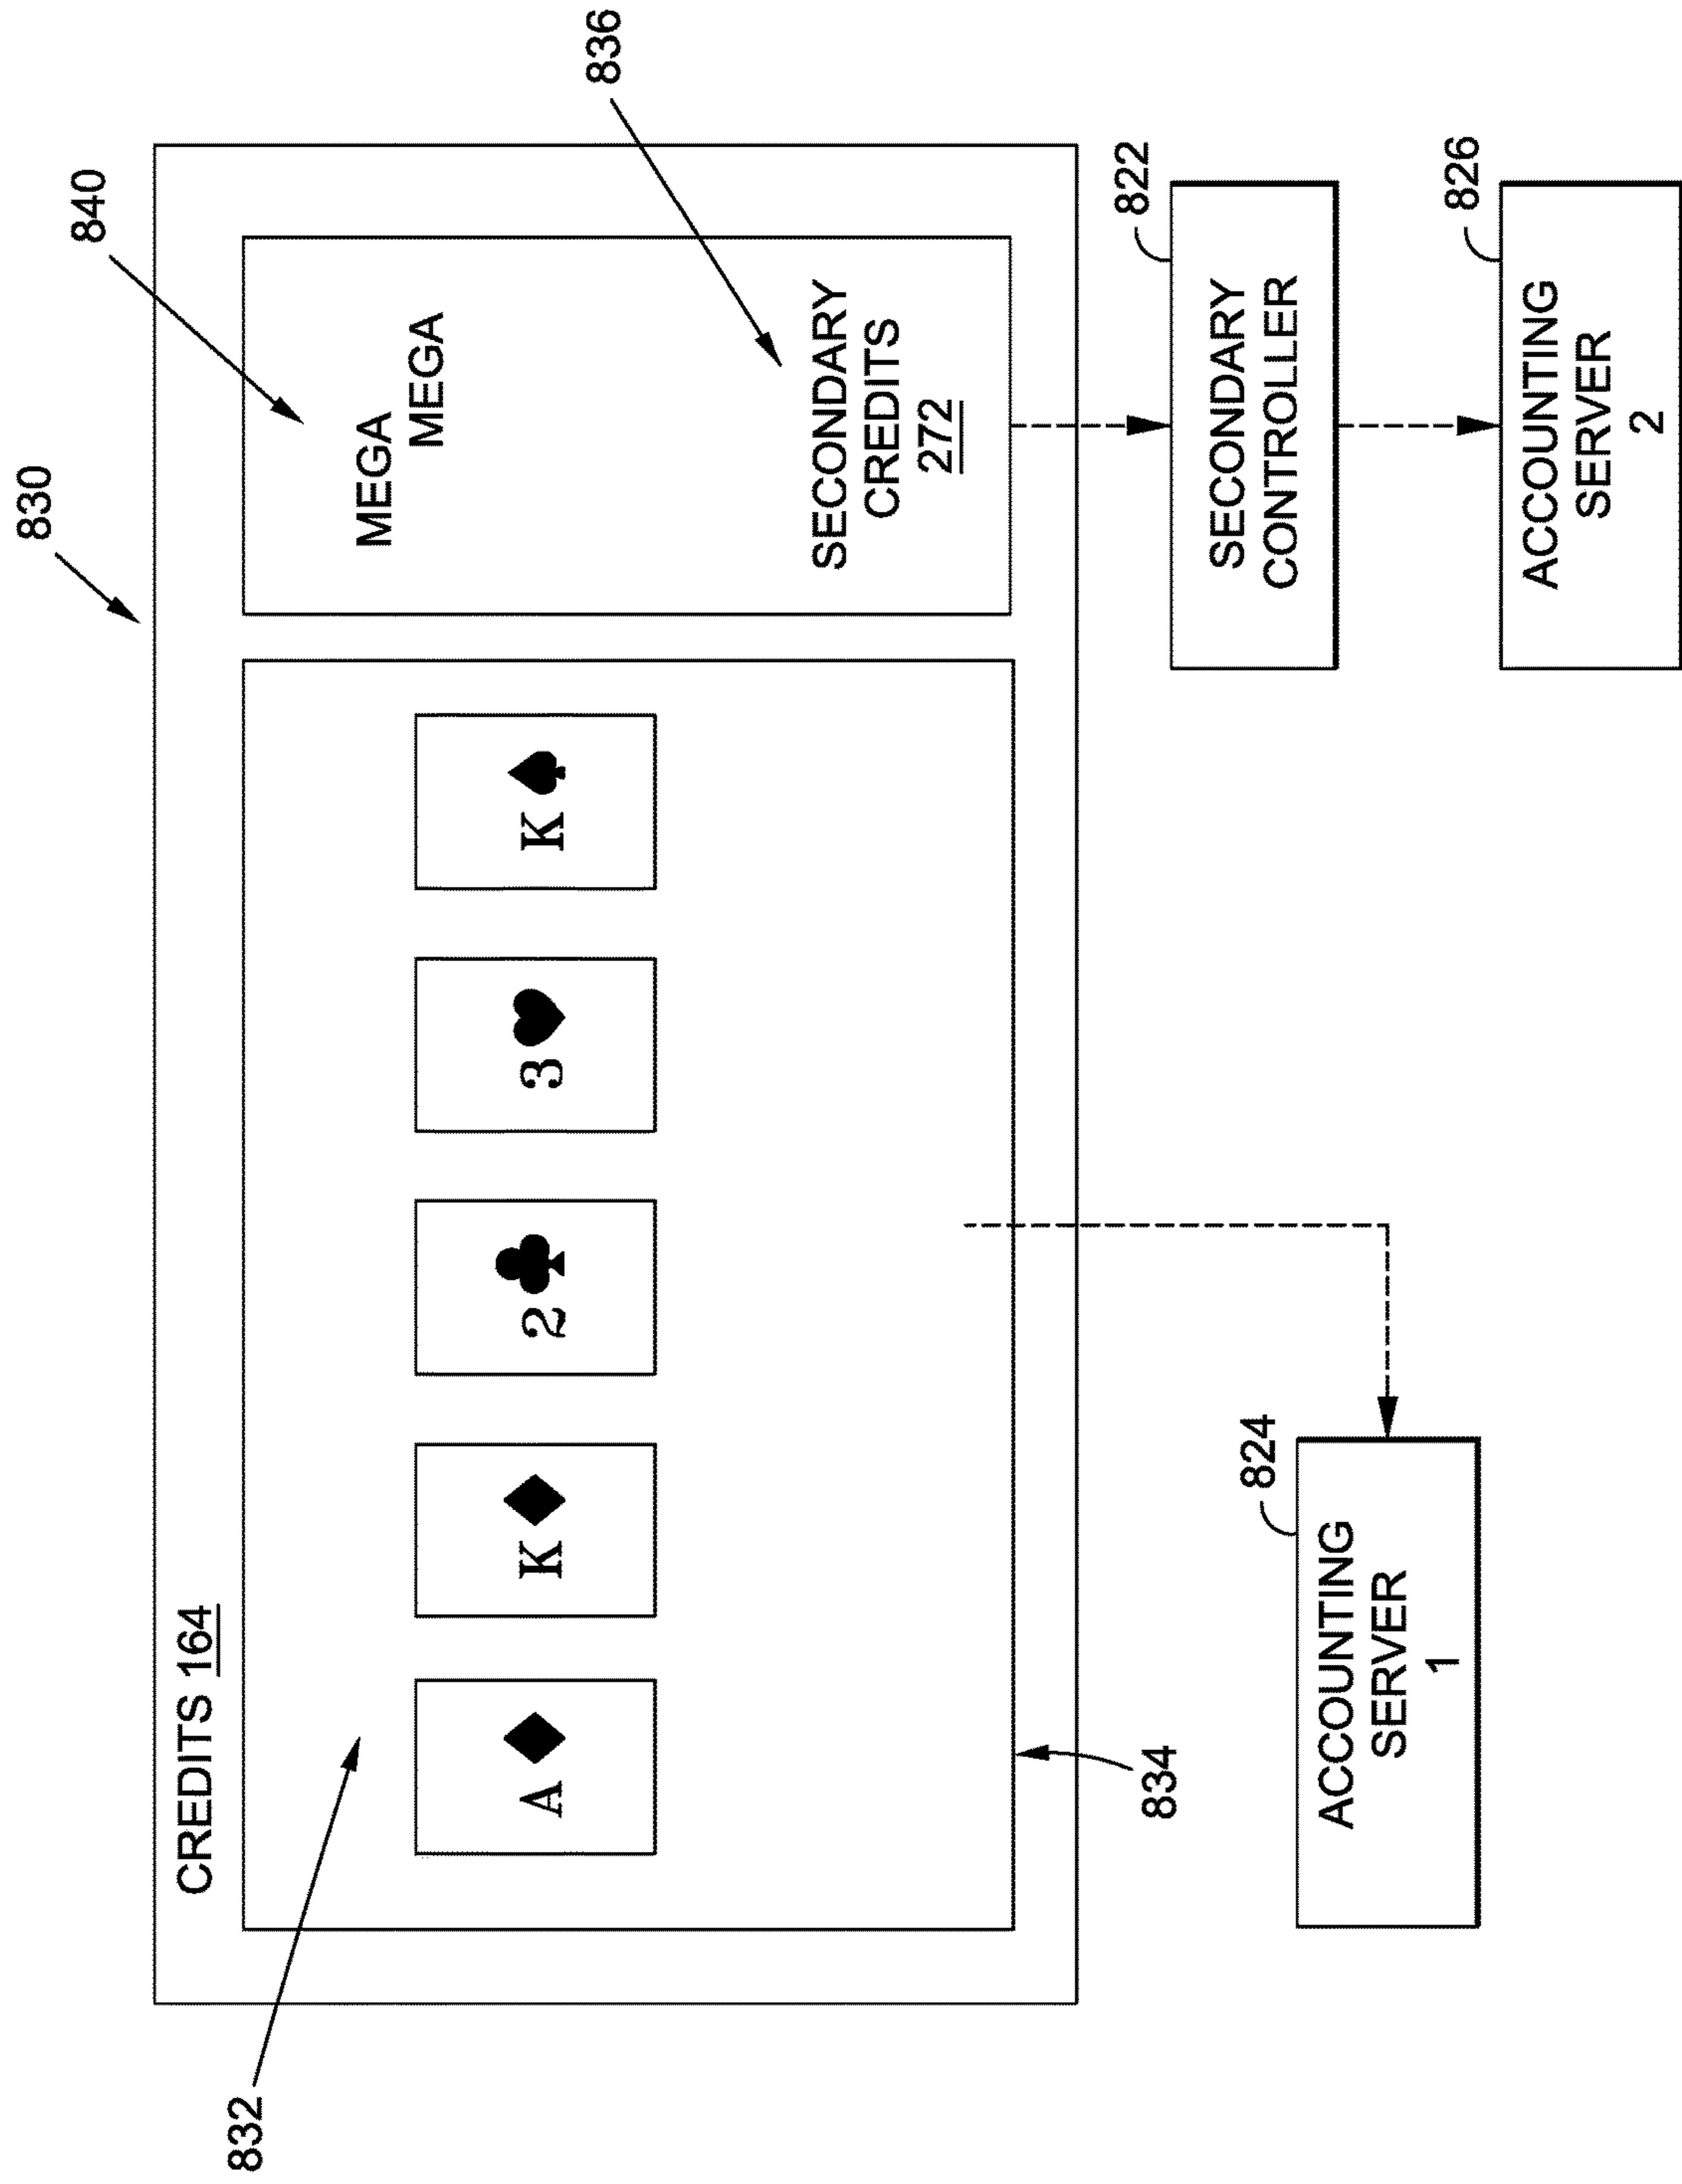 830
840
836
CREDITS 164
MEGA
MEGA
SECONDARY
CREDITS
272
832
A♦
K♦
2♣
3♥
K♠
834
822
SECONDARY
CONTROLLER
824
ACCOUNTING
SERVER
1
826
ACCOUNTING
SERVER
2